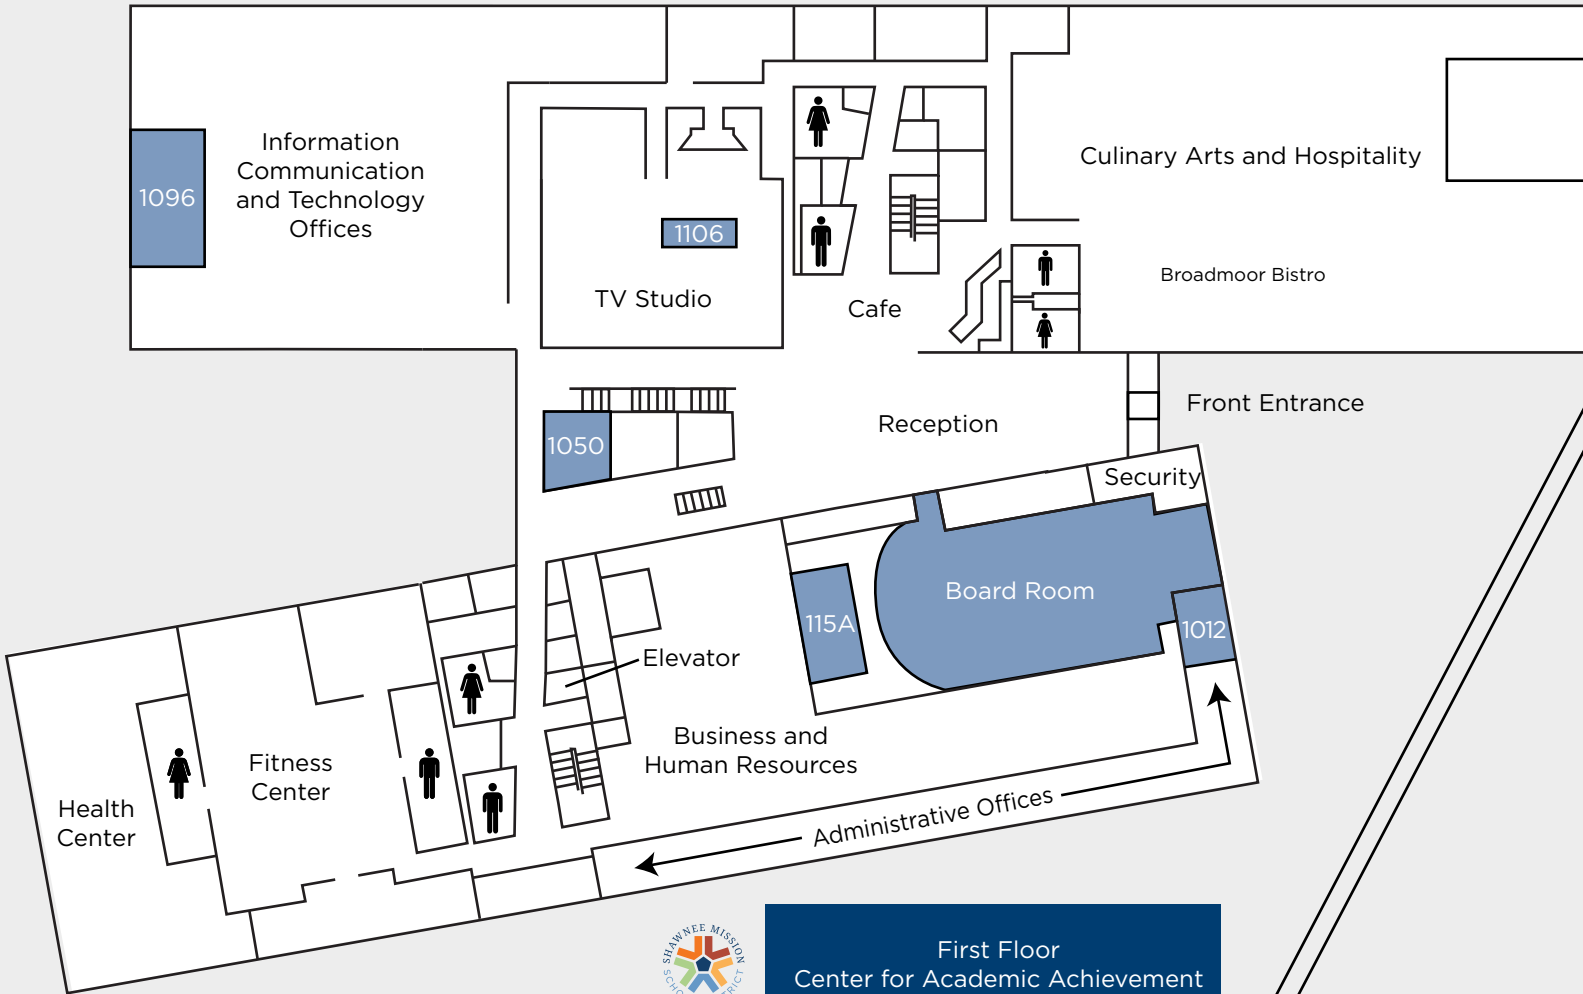 Information
Communication
and Technology
Offices
1096
1106
TV Studio
Cafe
Culinary Arts and Hospitality
Broadmoor Bistro
Front Entrance
Reception
1050
Security
Board Room
115A
1012
Elevator
Business and
Human Resources
Fitness
Center
Health
Center
Administrative Offices
SHAWNEE MISSION
First Floor
Center for Academic Achievement